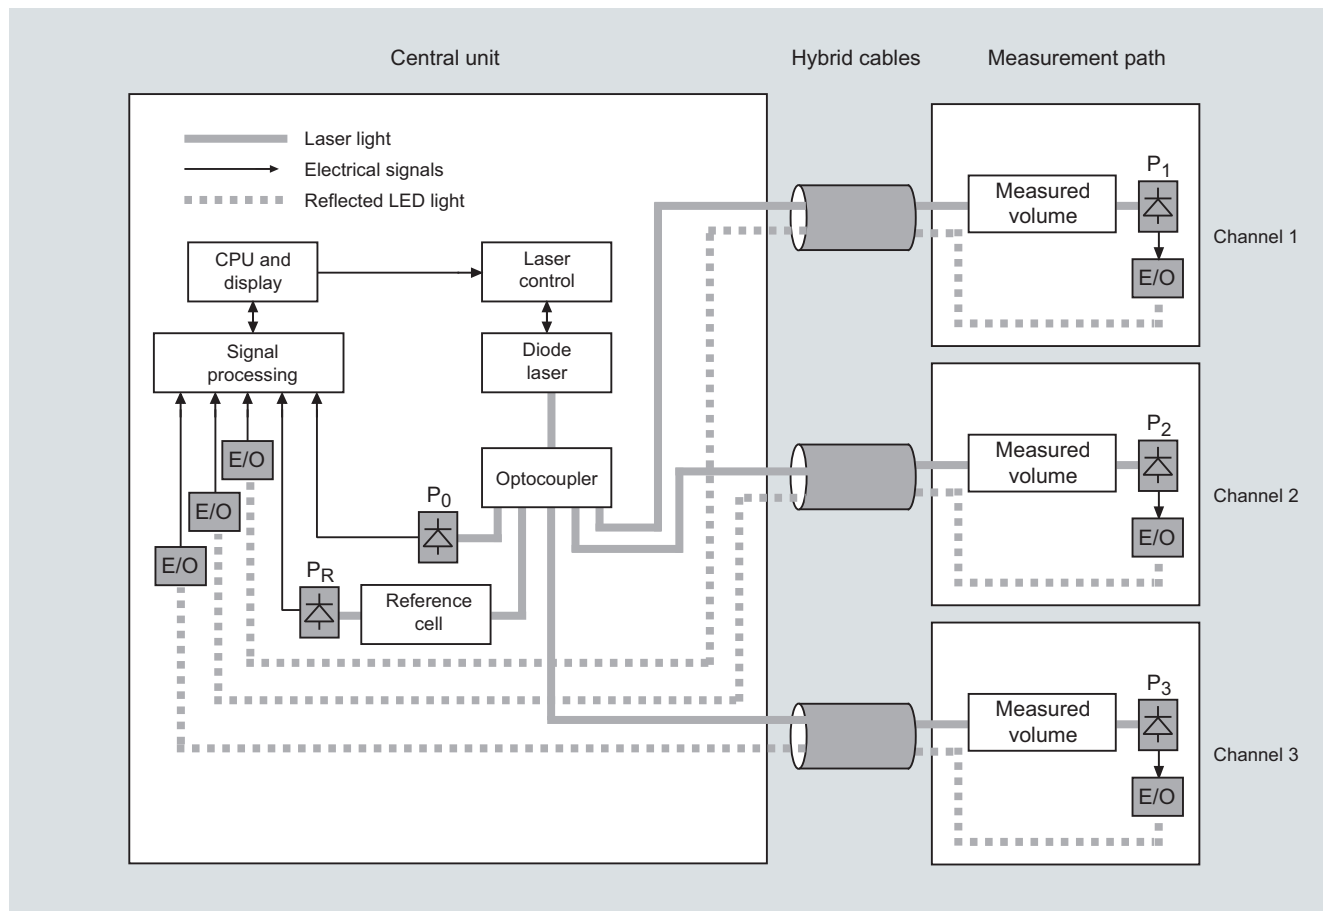 Central unit
Hybrid cables
Measurement path
Laser light
Electrical signals
Reflected LED light
CPU and
display
Laser
control
Signal
processing
Diode
laser
Optocoupler
E/O
E/O
E/O
P0
PR
Reference
cell
Measured
volume
P1
E/O
Channel 1
Measured
volume
P2
E/O
Channel 2
Measured
volume
P3
E/O
Channel 3